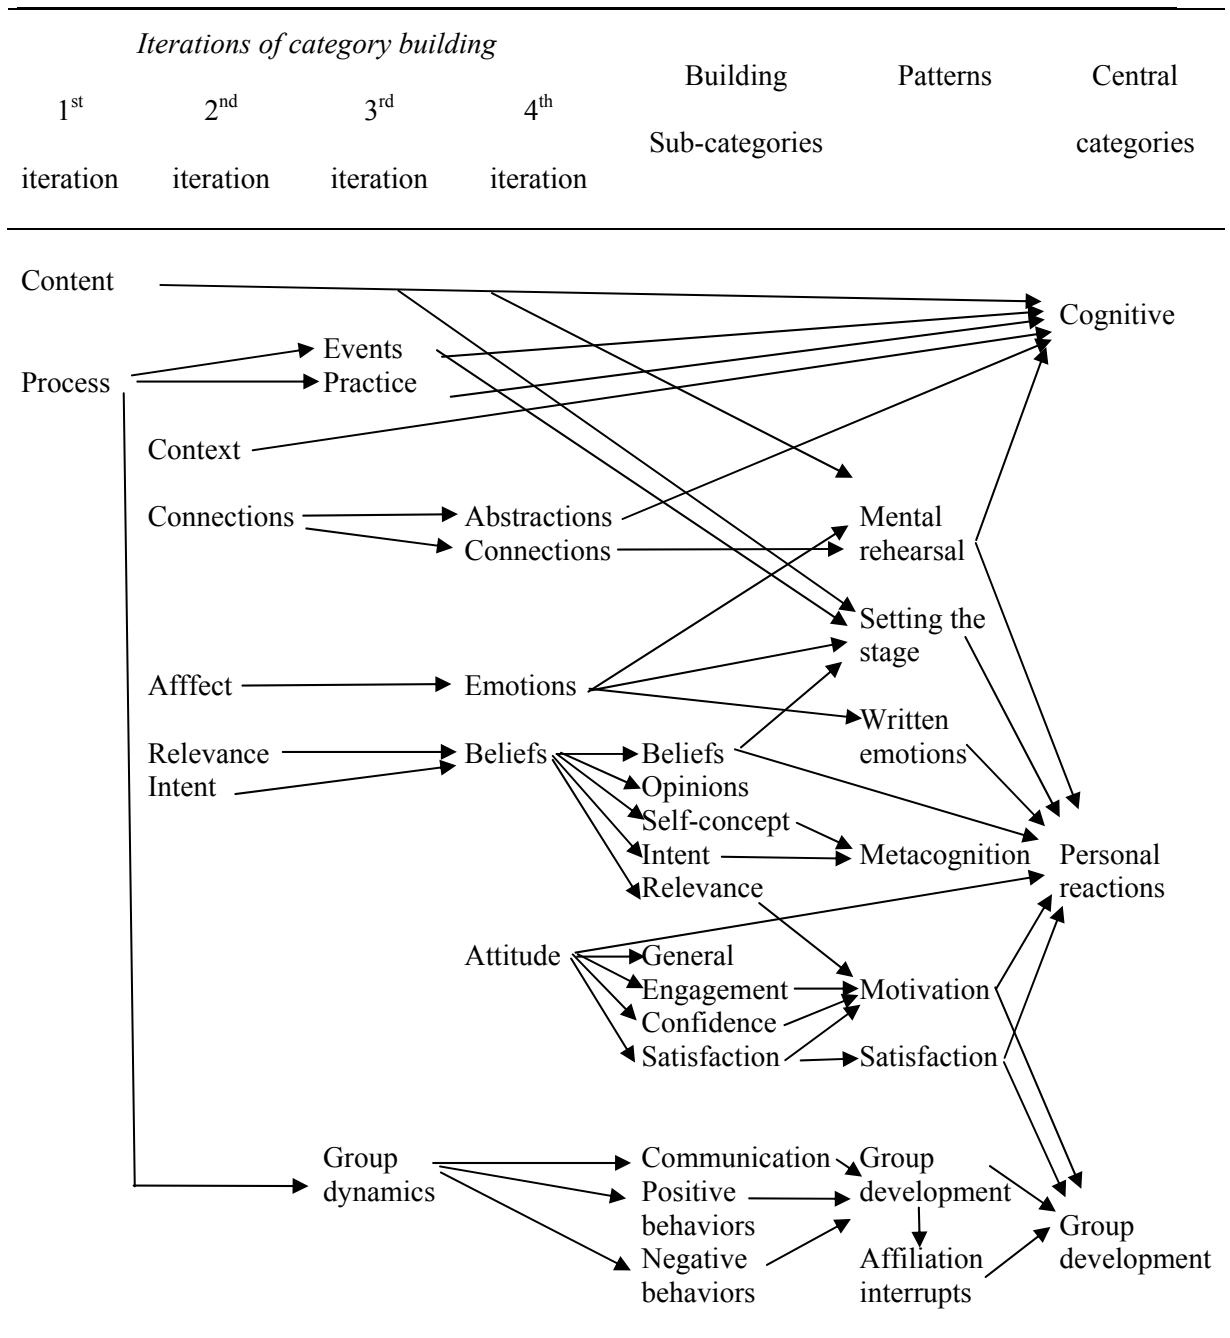 Iterations of category building
Building Patterns Central
1st 2nd 3rd 4th
Sub-categories categories
iteration iteration iteration iteration
Content
Cognitive
Events
Process Practice
Context
Connections Abstractions Mental
Connections rehearsal
Setting the
stage
Afffect Emotions
Written
Relevance Beliefs Beliefs emotions
Intent Opinions
Self-concept
Intent Metacognition Personal
Relevance reactions
Attitude General
Engagement Motivation
Confidence
Satisfaction Satisfaction
Group Communication Group
dynamics Positive development
behaviors Group
Negative Affiliation development
behaviors interrupts